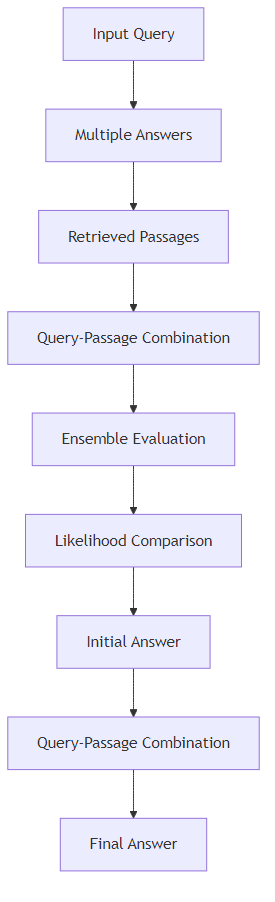 Input Query
Multiple Answers
Retrieved Passages
Query-Passage Combination
Ensemble Evaluation
Likelihood Comparison
Initial Answer
Query-Passage Combination
Final Answer